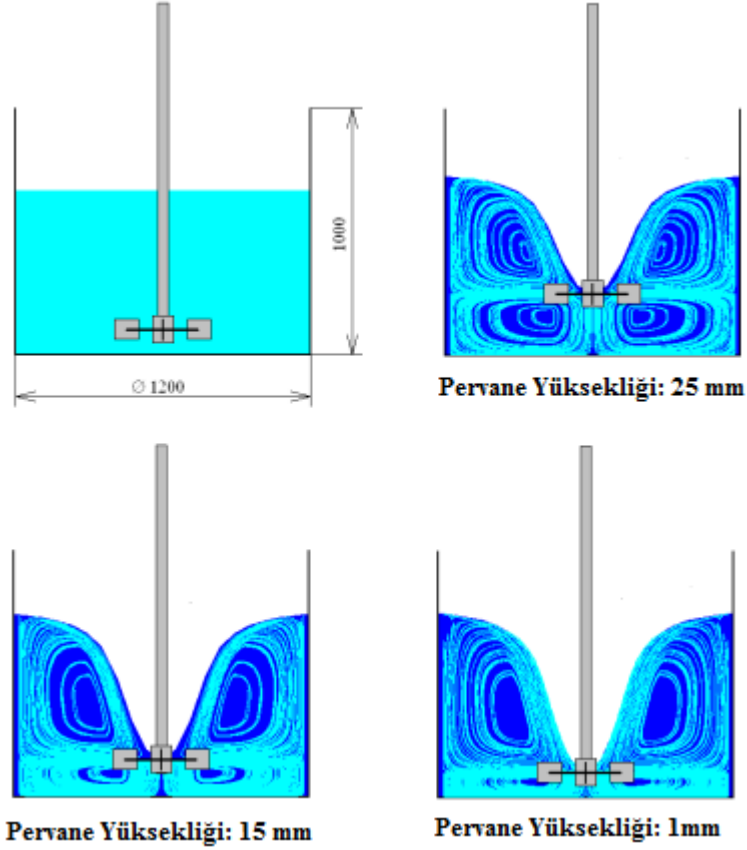 1000
∅ 1200
Pervane Yüksekliği: 25 mm
Pervane Yüksekliği: 15 mm
Pervane Yüksekliği: 1mm